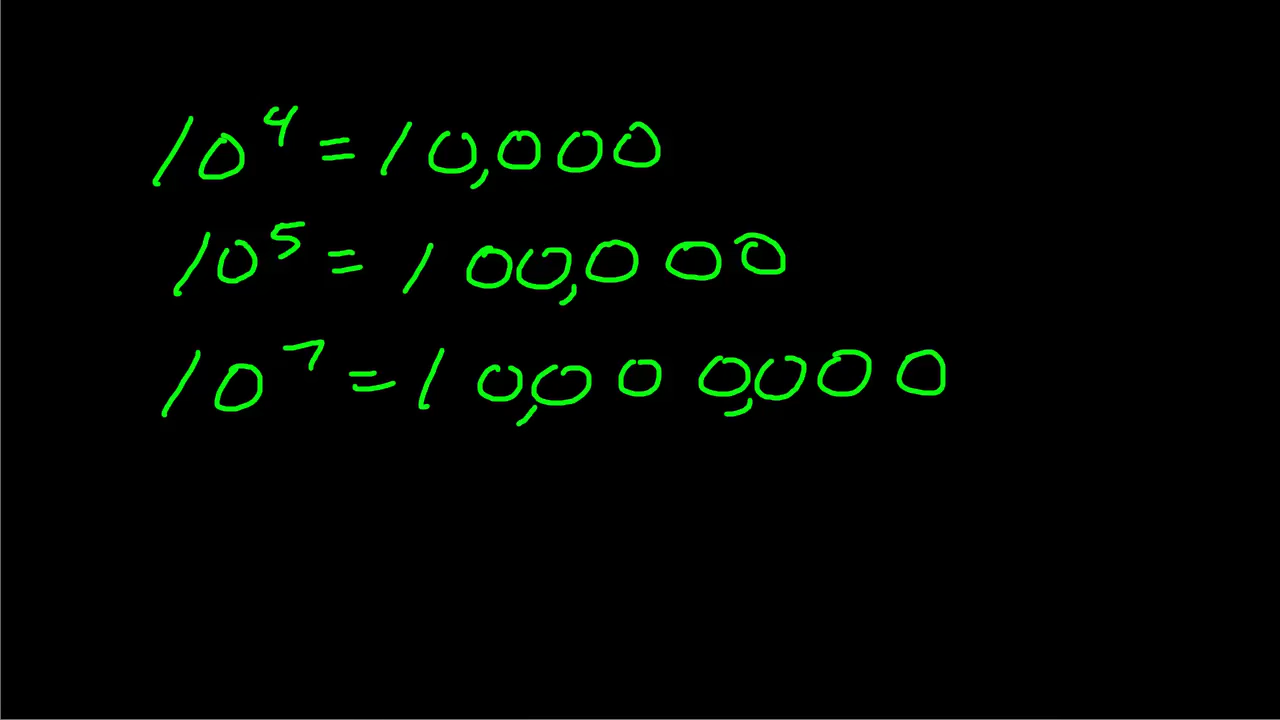 10⁴ = 10,000
10⁵ = 100,000
10⁷ = 10,000,000